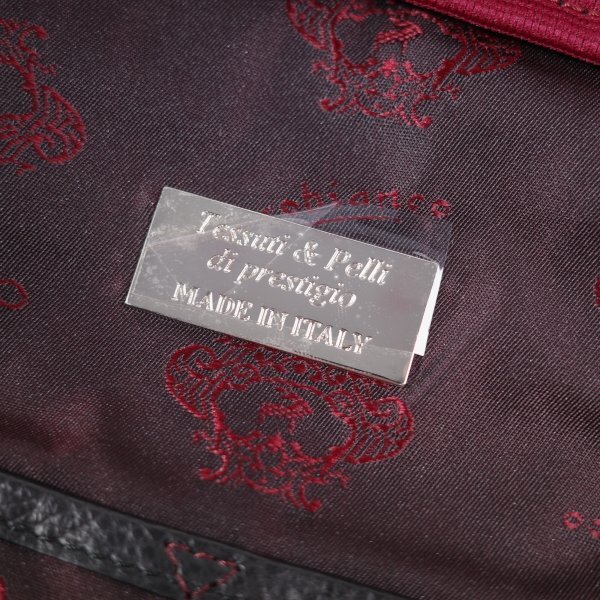 Tessuti & Pelli
di prestigio
MADE IN ITALY